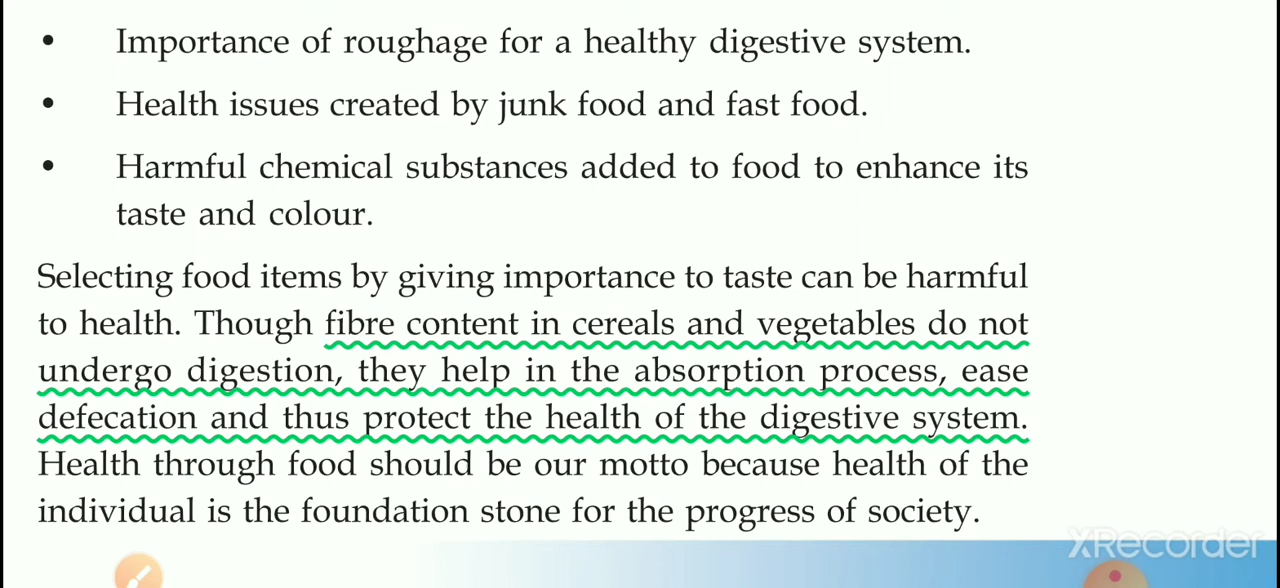 • Importance of roughage for a healthy digestive system.
• Health issues created by junk food and fast food.
• Harmful chemical substances added to food to enhance its
taste and colour.
Selecting food items by giving importance to taste can be harmful
to health. Though fibre content in cereals and vegetables do not
undergo digestion, they help in the absorption process, ease
defecation and thus protect the health of the digestive system.
Health through food should be our motto because health of the
individual is the foundation stone for the progress of society.
XRecorder